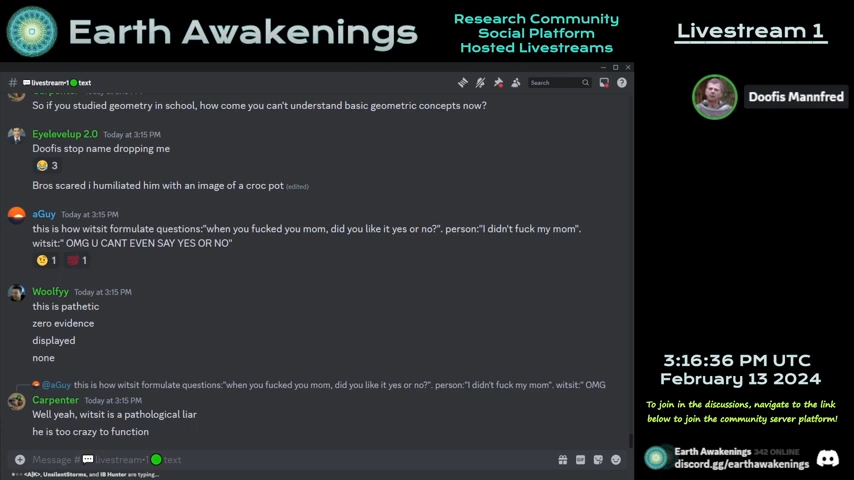 Earth Awakenings
Research Community
Social Platform
Hosted Livestreams
Livestream 1
# livestream•1 text
Search
So if you studied geometry in school, how come you can't understand basic geometric concepts now?
Eyelevelup 2.0 Today at 3:15 PM
Doofis stop name dropping me
3
Bros scared i humiliated him with an image of a croc pot (edited)
aGuy Today at 3:15 PM
this is how witsit formulate questions:"when you fucked you mom, did you like it yes or no?". person:"I didn't fuck my mom".
witsit:" OMG U CANT EVEN SAY YES OR NO"
1 1
Woolfyy Today at 3:15 PM
this is pathetic
zero evidence
displayed
none
@aGuy this is how witsit formulate questions:"when you fucked you mom, did you like it yes or no?". person:"I didn't fuck my mom". witsit:" OMG
Carpenter Today at 3:15 PM
Well yeah, witsit is a pathological liar
he is too crazy to function
Message # livestream•1 text
GIF
<A|K>, UnsilentStorms, and IB Hunter are typing...
Doofis Mannfred
3:16:36 PM UTC
February 13 2024
To join in the discussions, navigate to the link
below to join the community server platform!
Earth Awakenings 342 ONLINE
discord.gg/earthawakenings